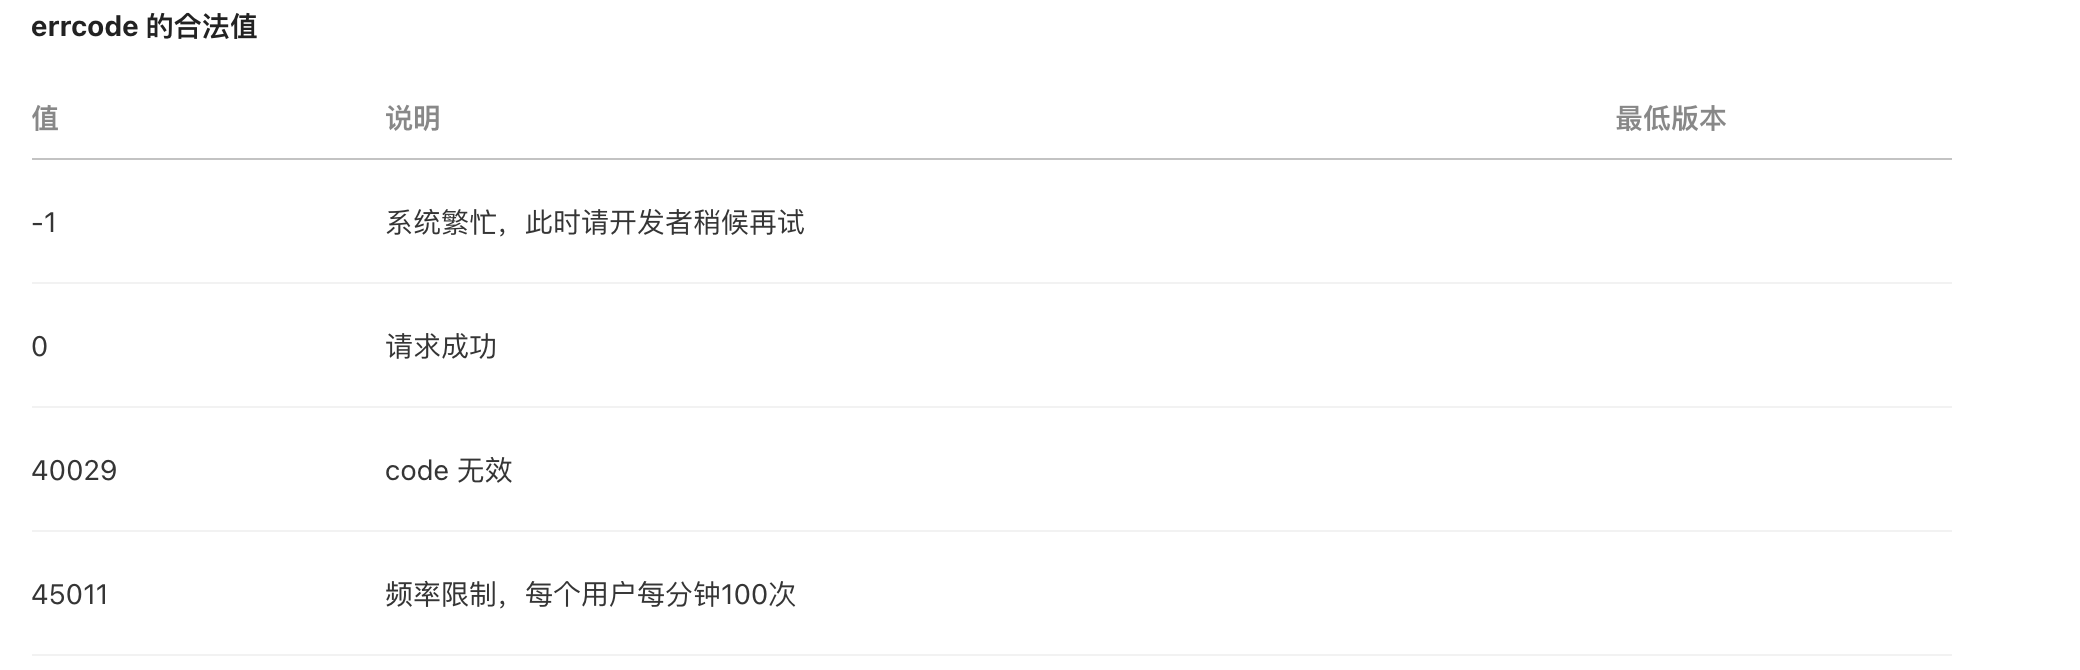 errcode 的合法值
值 说明 最低版本
-1 系统繁忙，此时请开发者稍候再试
0 请求成功
40029 code 无效
45011 频率限制，每个用户每分钟100次